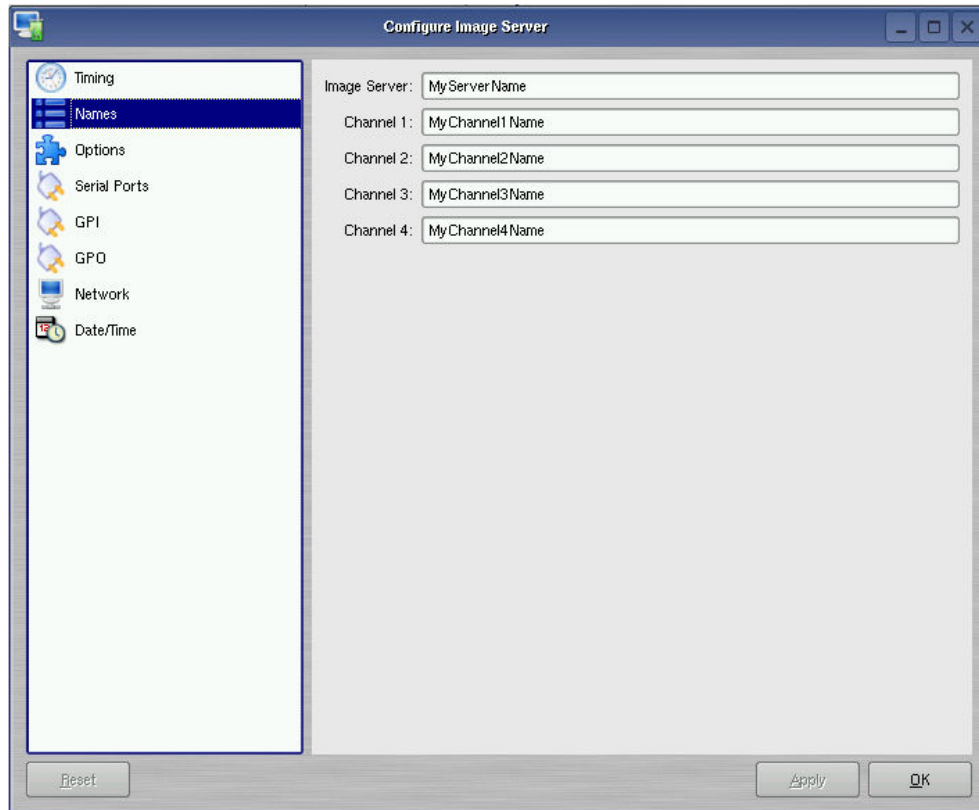 Configure Image Server
Timing
Names
Options
Serial Ports
GPI
GPO
Network
Date/Time
Image Server: MyServerName
Channel 1: MyChannel1Name
Channel 2: MyChannel2Name
Channel 3: MyChannel3Name
Channel 4: MyChannel4Name
Reset
Apply
OK